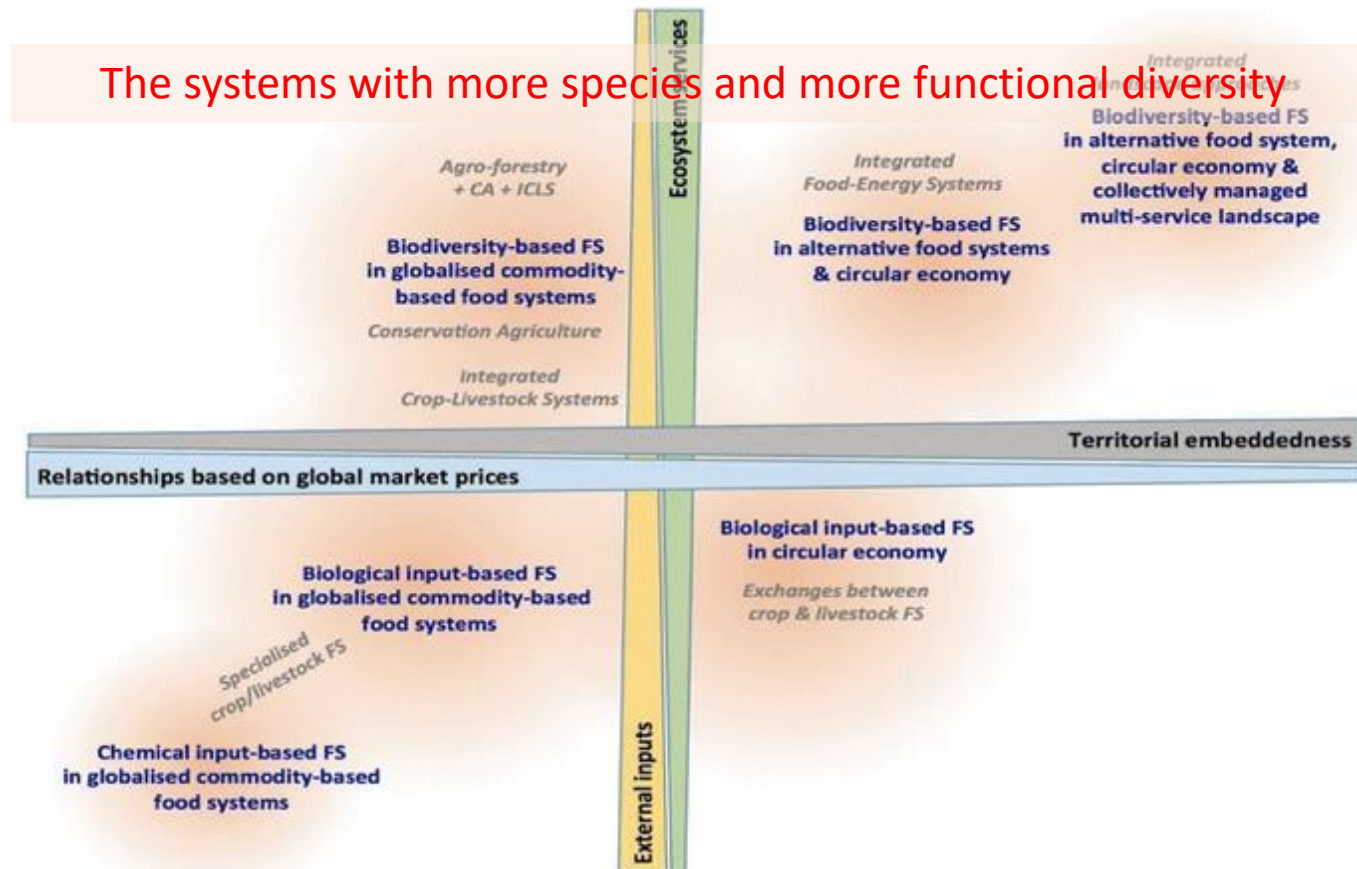 Ecosystem services
The systems with more species and more functional diversity
Integrated
landscape approaches
Biodiversity-based FS
in alternative food system,
circular economy &
collectively managed
multi-service landscape
Agro-forestry
+ CA + ICLS
Integrated
Food-Energy Systems
Biodiversity-based FS
in globalised commodity-
based food systems
Biodiversity-based FS
in alternative food systems
& circular economy
Conservation Agriculture
Integrated
Crop-Livestock Systems
Territorial embeddedness
Relationships based on global market prices
Biological input-based FS
in circular economy
Biological input-based FS
in globalised commodity-based
food systems
Exchanges between
crop & livestock FS
Specialised
crop/livestock FS
Chemical input-based FS
in globalised commodity-based
food systems
External inputs